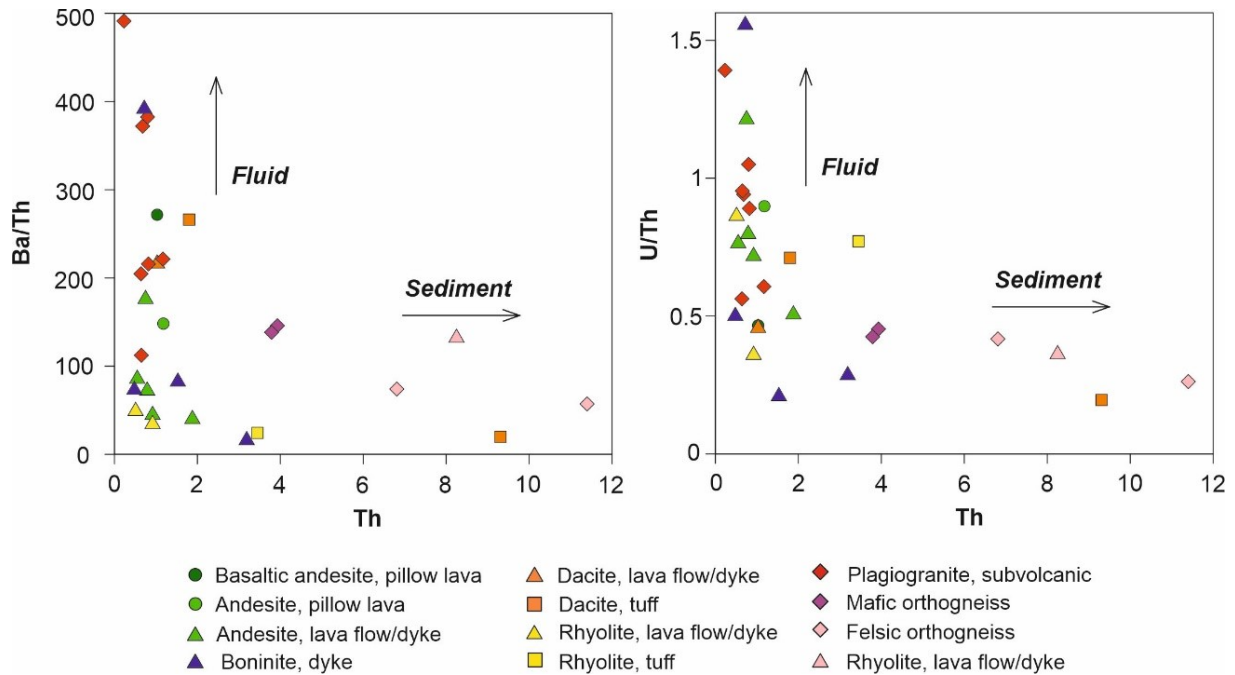 500
400
300
200
100
0
Ba/Th
Fluid
Sediment
0 2 4 6 8 10 12
Th
1.5
1
0.5
0
U/Th
Fluid
Sediment
0 2 4 6 8 10 12
Th
Basaltic andesite, pillow lava
Andesite, pillow lava
Andesite, lava flow/dyke
Boninite, dyke
Dacite, lava flow/dyke
Dacite, tuff
Rhyolite, lava flow/dyke
Rhyolite, tuff
Plagiogranite, subvolcanic
Mafic orthogneiss
Felsic orthogneiss
Rhyolite, lava flow/dyke